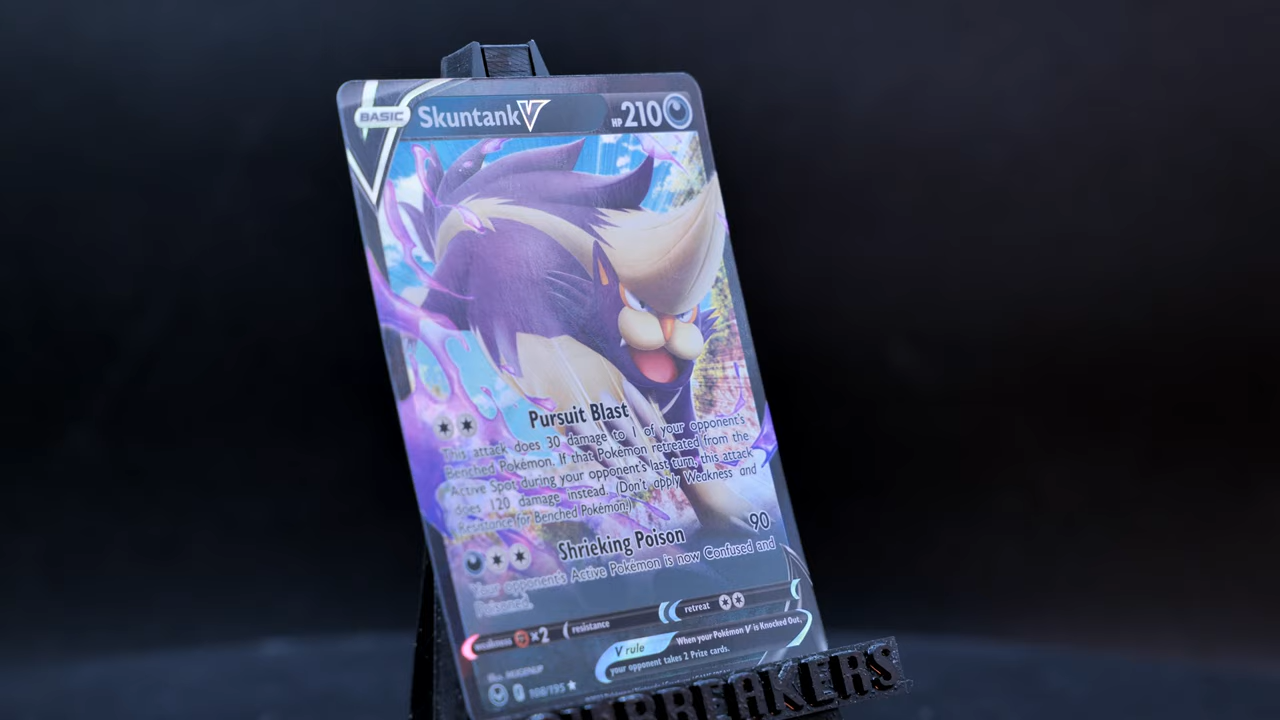 BASIC Skuntank V HP 210
Pursuit Blast
This attack does 30 damage to 1 of your opponent's
Benched Pokémon. If that Pokémon retreated from the
Active Spot during your opponent's last turn, this attack
does 120 damage instead. (Don't apply Weakness and
Resistance for Benched Pokémon.)
Shrieking Poison 90
Your opponent's Active Pokémon is now Confused and
Poisoned.
weakness ×2 resistance retreat
V rule When your Pokémon V is Knocked Out,
your opponent takes 2 Prize cards.
Illus.
/195
BREAKERS